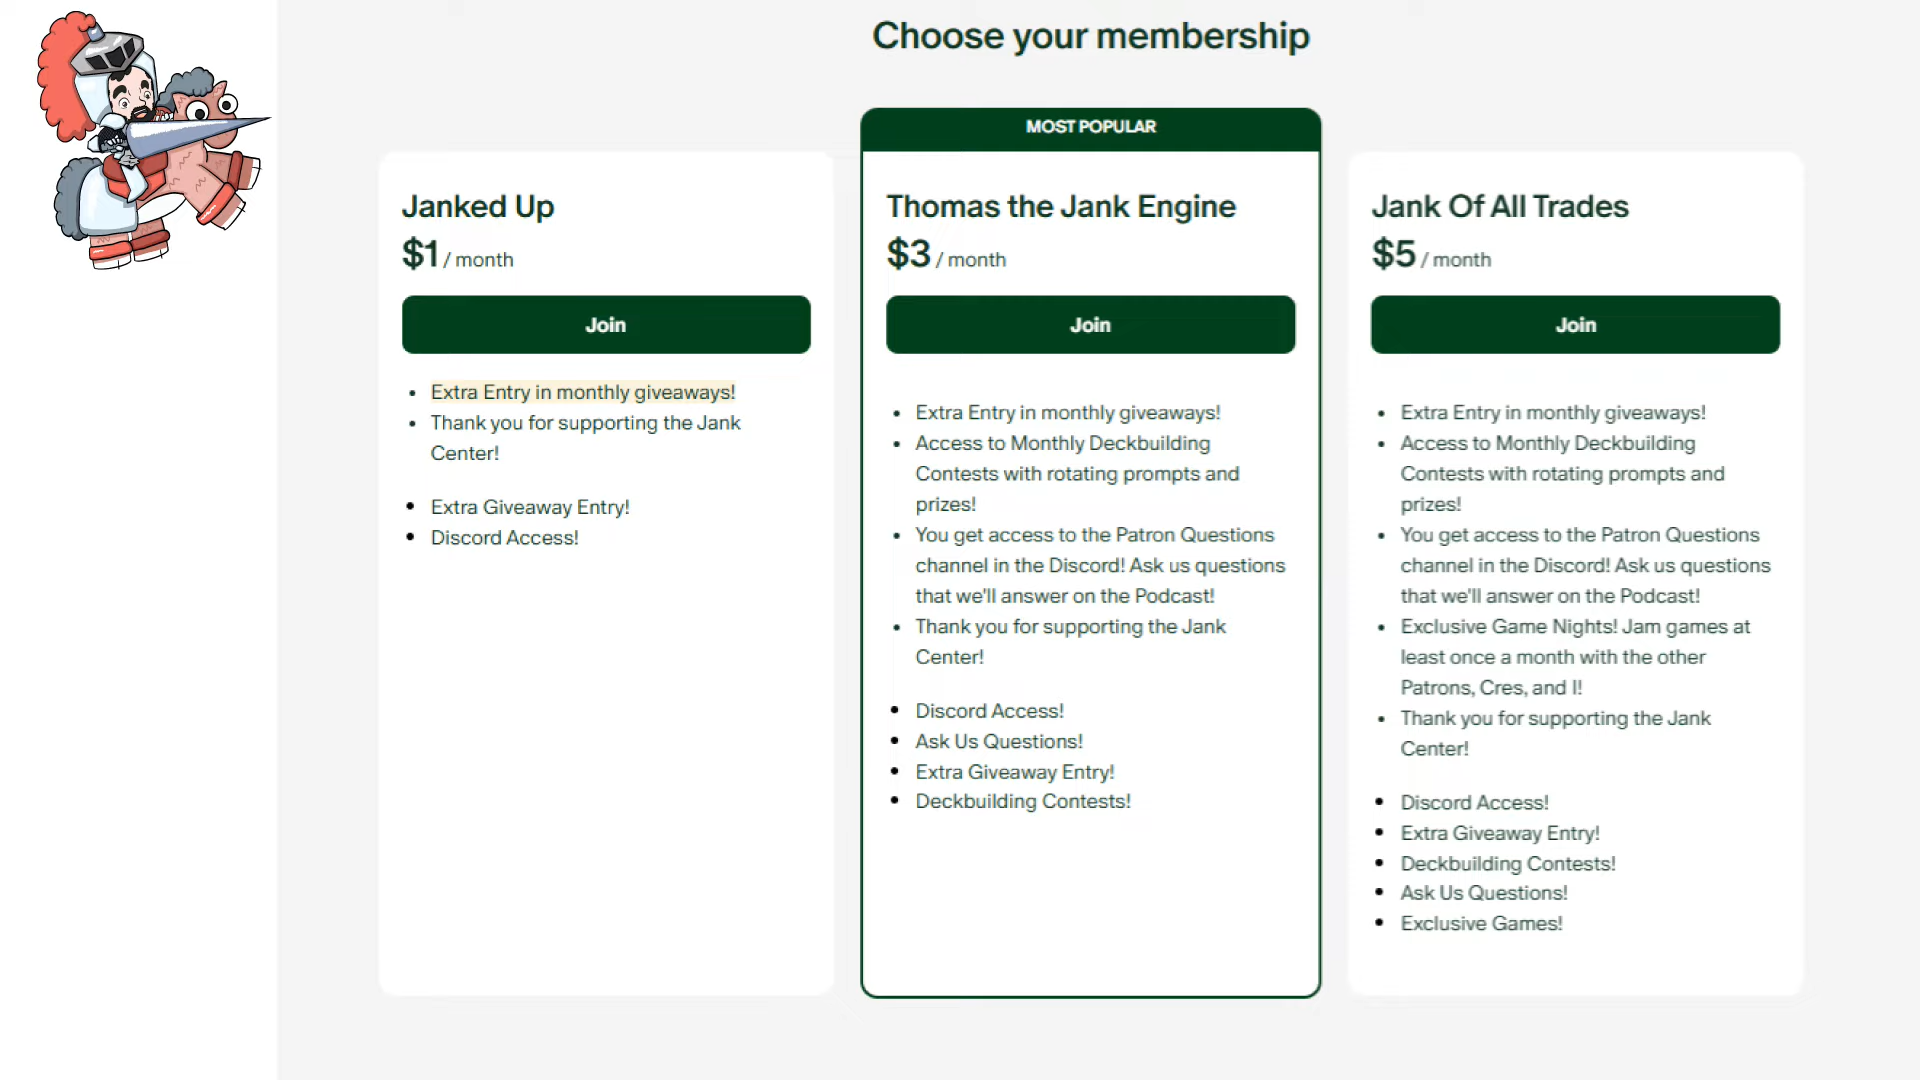 Choose your membership
Janked Up
$1 / month
Join
Extra Entry in monthly giveaways!
Thank you for supporting the Jank
Center!
Extra Giveaway Entry!
Discord Access!
MOST POPULAR
Thomas the Jank Engine
$3 / month
Join
Extra Entry in monthly giveaways!
Access to Monthly Deckbuilding
Contests with rotating prompts and
prizes!
You get access to the Patron Questions
channel in the Discord! Ask us questions
that we'll answer on the Podcast!
Thank you for supporting the Jank
Center!
Discord Access!
Ask Us Questions!
Extra Giveaway Entry!
Deckbuilding Contests!
Jank Of All Trades
$5 / month
Join
Extra Entry in monthly giveaways!
Access to Monthly Deckbuilding
Contests with rotating prompts and
prizes!
You get access to the Patron Questions
channel in the Discord! Ask us questions
that we'll answer on the Podcast!
Exclusive Game Nights! Jam games at
least once a month with the other
Patrons, Cres, and I!
Thank you for supporting the Jank
Center!
Discord Access!
Extra Giveaway Entry!
Deckbuilding Contests!
Ask Us Questions!
Exclusive Games!